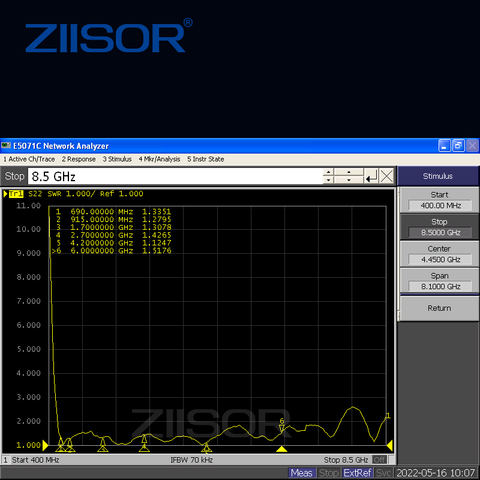 ZIISOR®
E5071C Network Analyzer
1 Active Ch/Trace 2 Response 3 Stimulus 4 Mkr/Analysis 5 Instr State
Stop 8.5 GHz
Tr1 S22 SWR 1.000/ Ref 1.000
11.00
10.00
9.000
8.000
7.000
6.000
5.000
4.000
3.000
2.000
1.000
1 690.00000 MHz 1.3351
2 915.00000 MHz 1.2795
3 1.7000000 GHz 1.3078
4 2.7000000 GHz 1.4265
5 4.2000000 GHz 1.1247
>6 6.0000000 GHz 1.5176
ZIISOR
1 Start 400 MHz IFBW 70 kHz Stop 8.5 GHz Off
Stimulus
Start
400.00 MHz
Stop
8.5000 GHz
Center
4.4500 GHz
Span
8.1000 GHz
Return
Meas Stop ExtRef Svc 2022-05-16 10:07